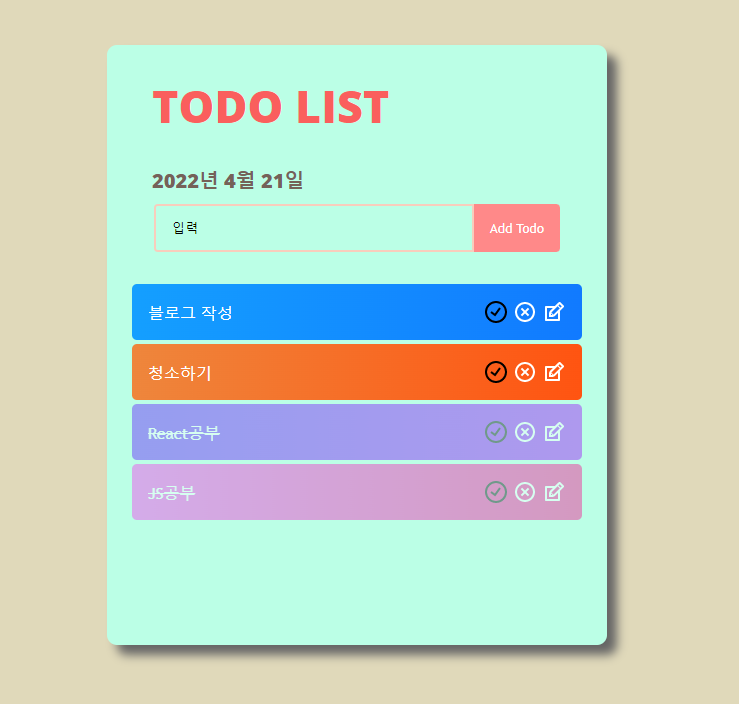 TODO LIST
2022년 4월 21일
입력 Add Todo
블로그 작성
청소하기
React공부
JS공부